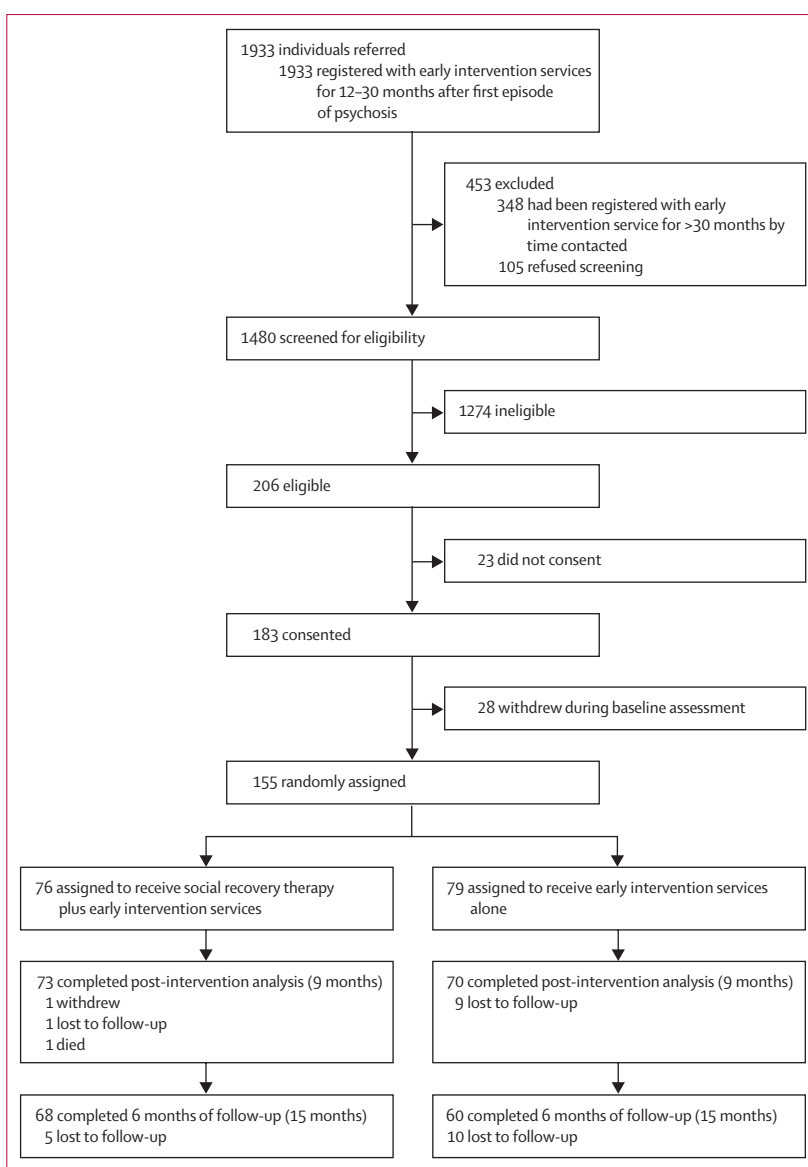 1933 individuals referred
1933 registered with early intervention services
for 12–30 months after first episode
of psychosis
453 excluded
348 had been registered with early
intervention service for >30 months by
time contacted
105 refused screening
1480 screened for eligibility
1274 ineligible
206 eligible
23 did not consent
183 consented
28 withdrew during baseline assessment
155 randomly assigned
76 assigned to receive social recovery therapy
plus early intervention services
79 assigned to receive early intervention services
alone
73 completed post-intervention analysis (9 months)
1 withdrew
1 lost to follow-up
1 died
70 completed post-intervention analysis (9 months)
9 lost to follow-up
68 completed 6 months of follow-up (15 months)
5 lost to follow-up
60 completed 6 months of follow-up (15 months)
10 lost to follow-up